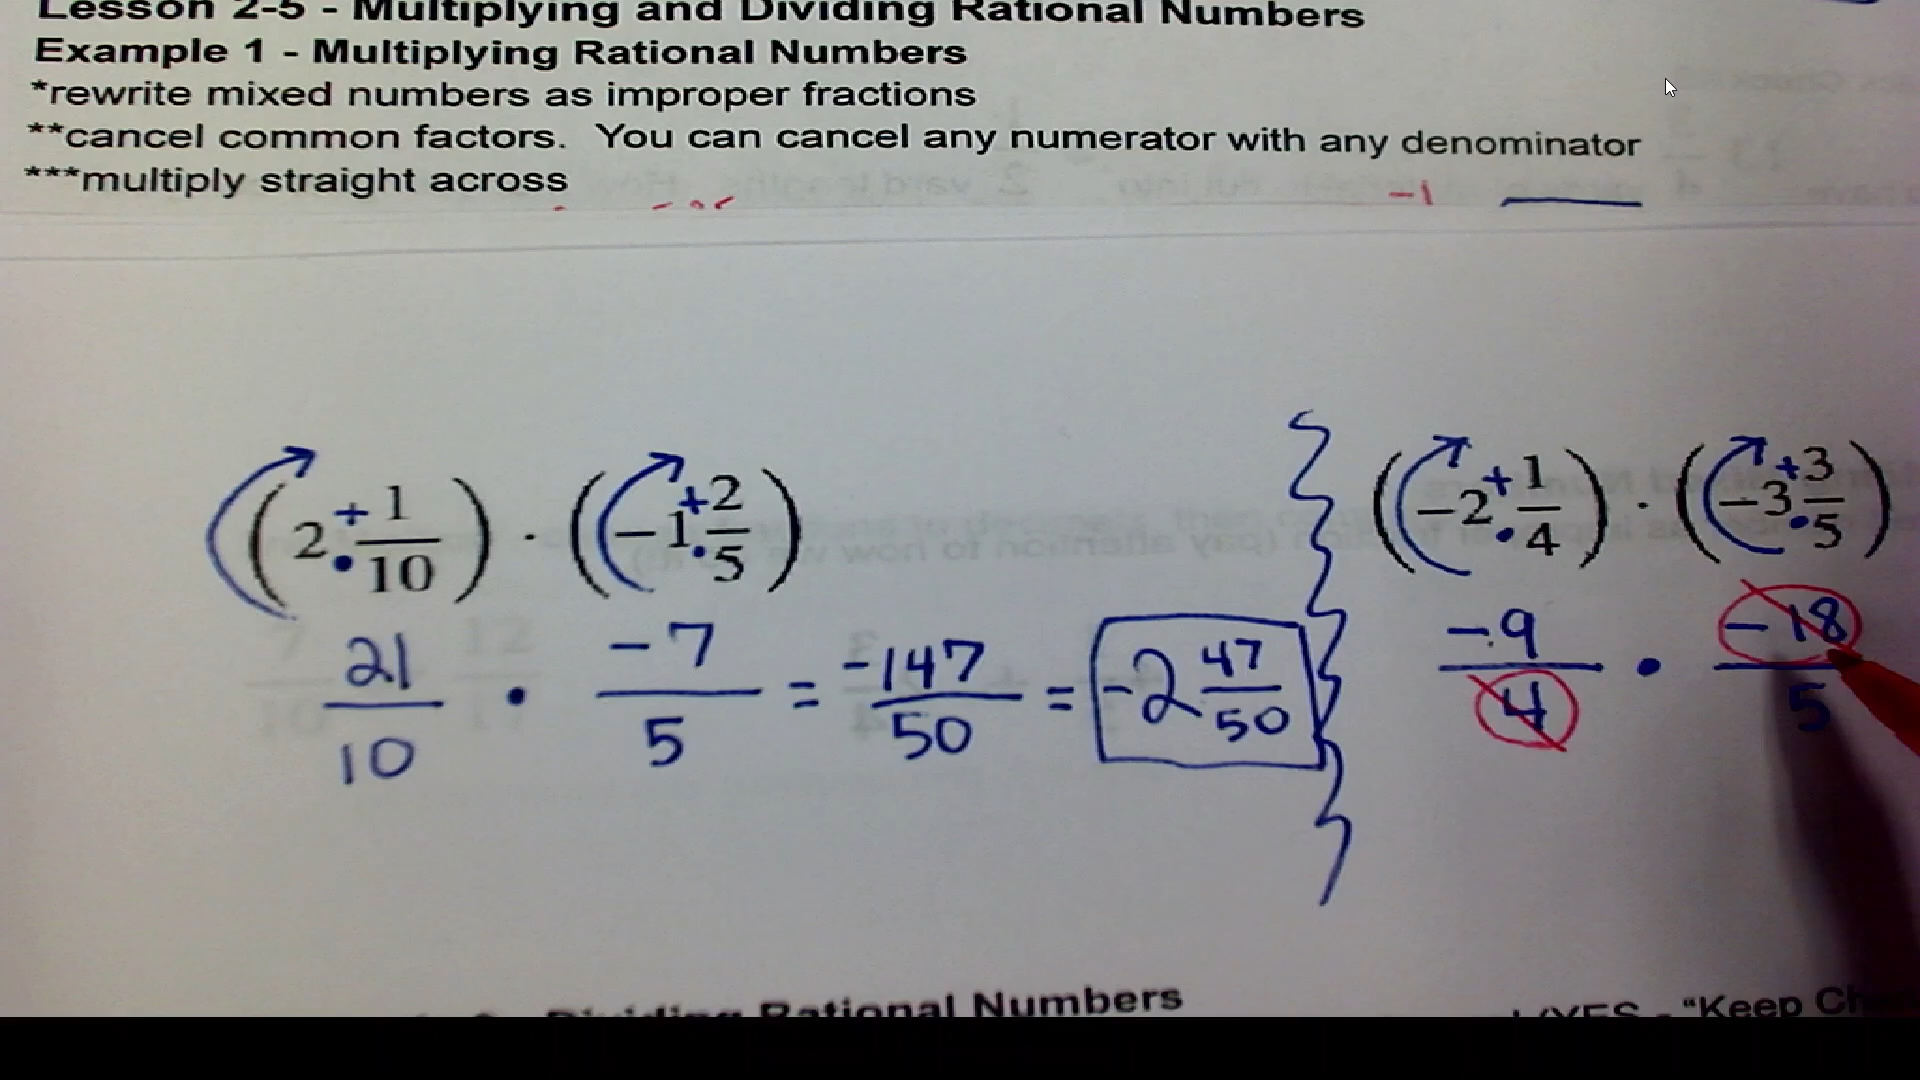 Lesson 2-5 - Multiplying and Dividing Rational Numbers
Example 1 - Multiplying Rational Numbers
*rewrite mixed numbers as improper fractions
**cancel common factors. You can cancel any numerator with any denominator
***multiply straight across
-1
(2 + 1/10) · (-1 + 2/5)
21/10 · -7/5 = -147/50 = -2 47/50
(-2 + 1/4) · (-3 + 3/5)
-9/4 · -18/5
Dividing Rational Numbers
"Keep